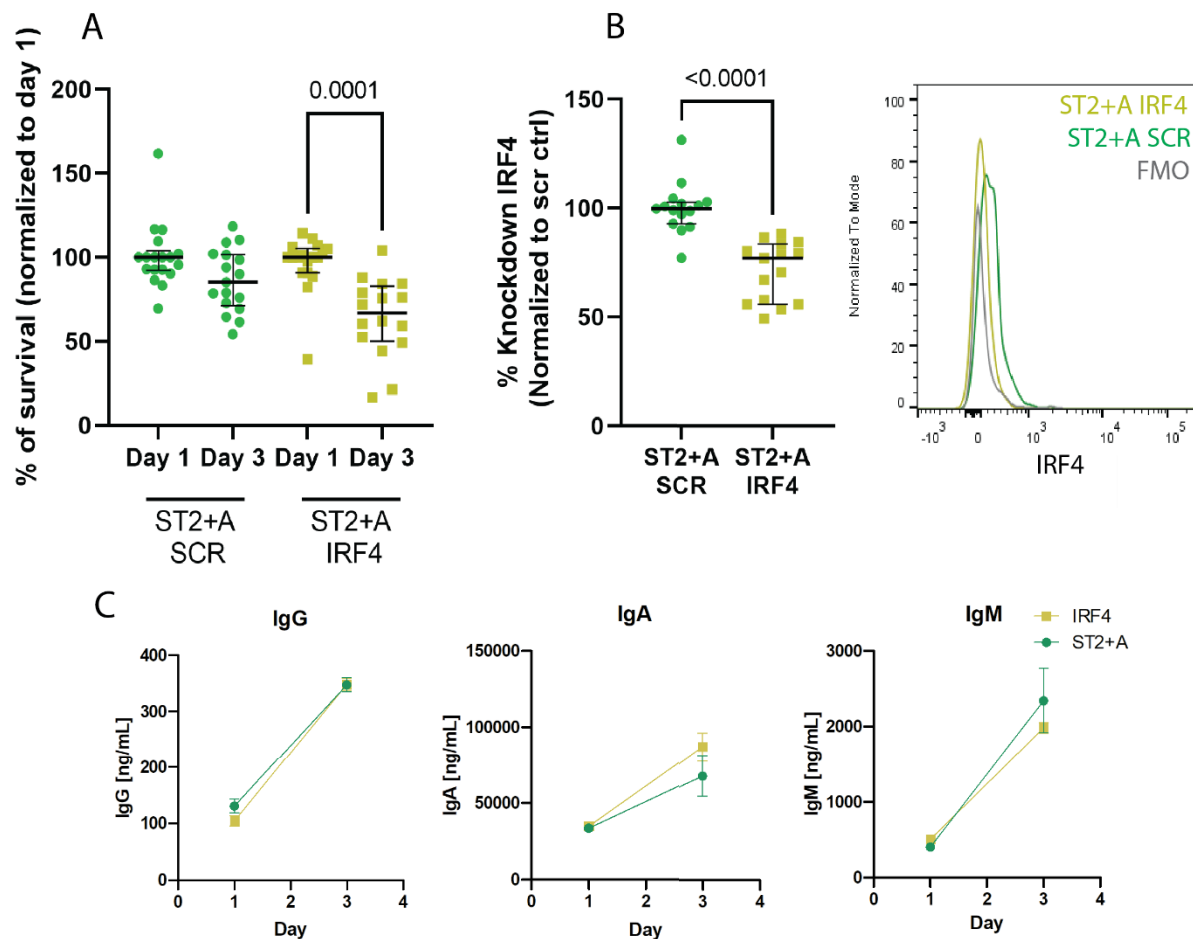 A
% of survival (normalized to day 1)
200
150
100
50
0
0.0001
Day 1 Day 3 Day 1 Day 3
ST2+A
SCR
ST2+A
IRF4
B
% Knockdown IRF4
(Normalized to scr ctrl)
150
100
50
0
<0.0001
ST2+A
SCR
ST2+A
IRF4
ST2+A IRF4
ST2+A SCR
FMO
Normalized To Mode
100
80
60
40
20
0
-10³ 0 10³ 10⁴ 10⁵
IRF4
C
IgG
IgG [ng/mL]
400
300
200
100
0
0 1 2 3 4
Day
IgA
IgA [ng/mL]
150000
100000
50000
0
0 1 2 3 4
Day
IgM
IRF4
ST2+A
IgM [ng/mL]
3000
2000
1000
0
0 1 2 3 4
Day